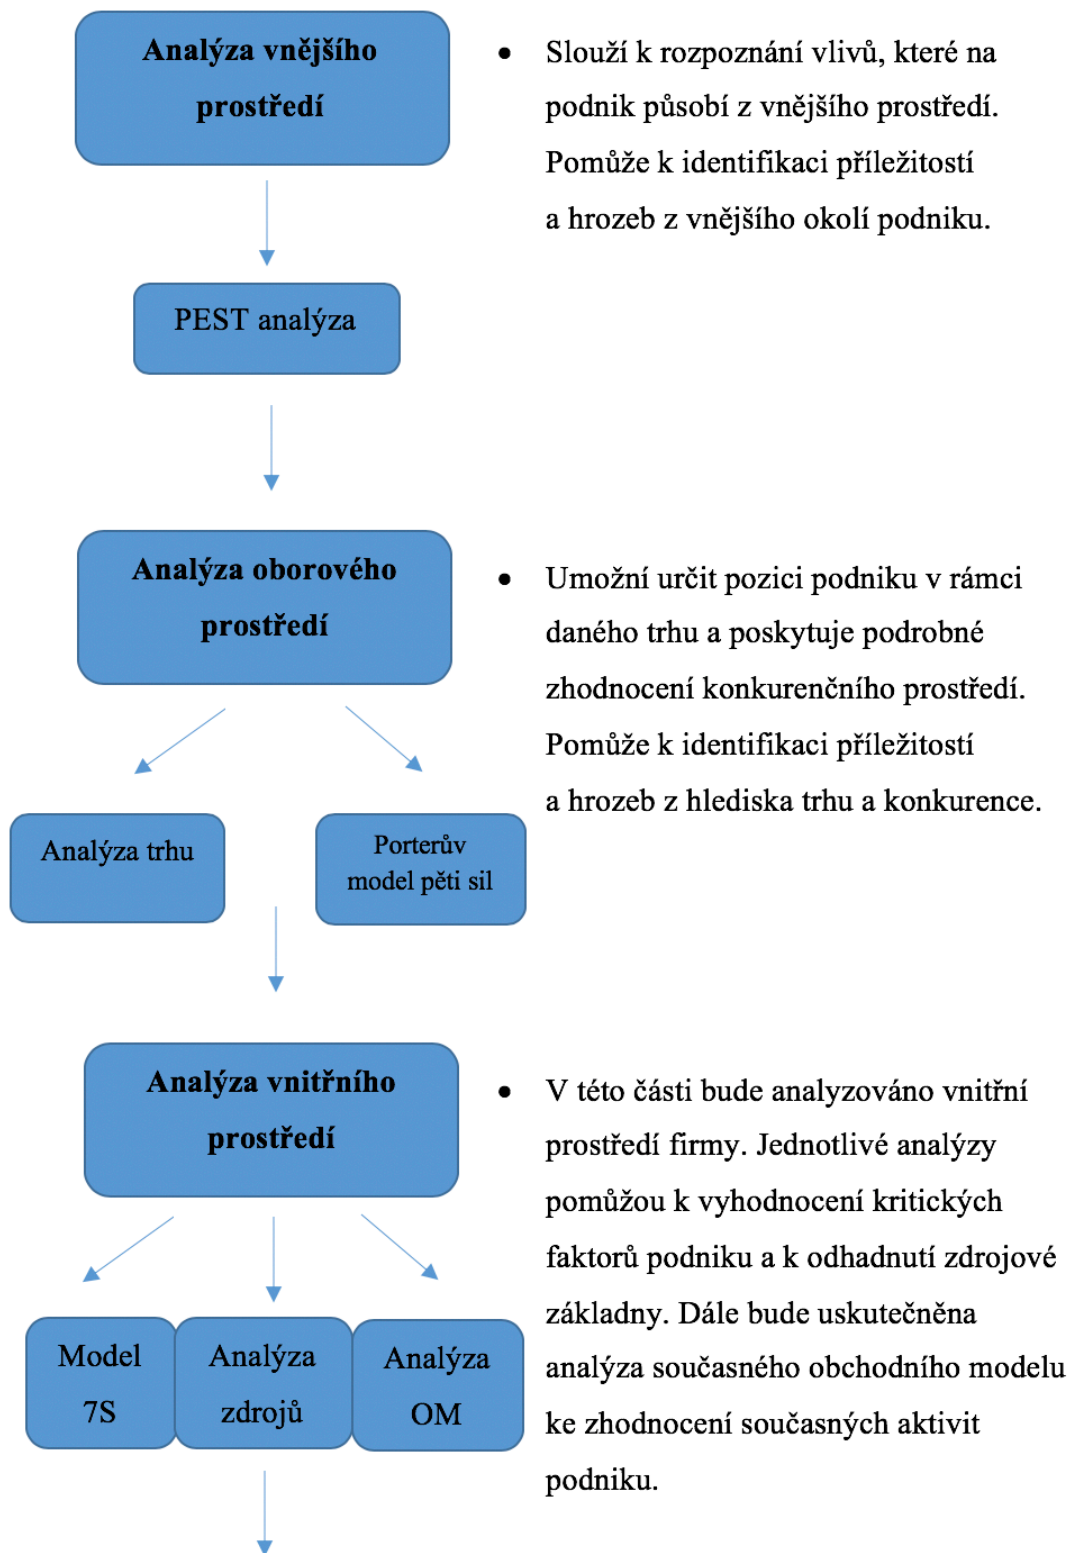 Analýza vnějšího
prostředí
• Slouží k rozpoznání vlivů, které na
podnik působí z vnějšího prostředí.
Pomůže k identifikaci příležitostí
a hrozeb z vnějšího okolí podniku.
PEST analýza
Analýza oborového
prostředí
• Umožní určit pozici podniku v rámci
daného trhu a poskytuje podrobné
zhodnocení konkurenčního prostředí.
Pomůže k identifikaci příležitostí
a hrozeb z hlediska trhu a konkurence.
Analýza trhu
Porterův
model pěti sil
Analýza vnitřního
prostředí
• V této části bude analyzováno vnitřní
prostředí firmy. Jednotlivé analýzy
pomůžou k vyhodnocení kritických
faktorů podniku a k odhadnutí zdrojové
základny. Dále bude uskutečněna
analýza současného obchodního modelu
ke zhodnocení současných aktivit
podniku.
Model
7S
Analýza
zdrojů
Analýza
OM